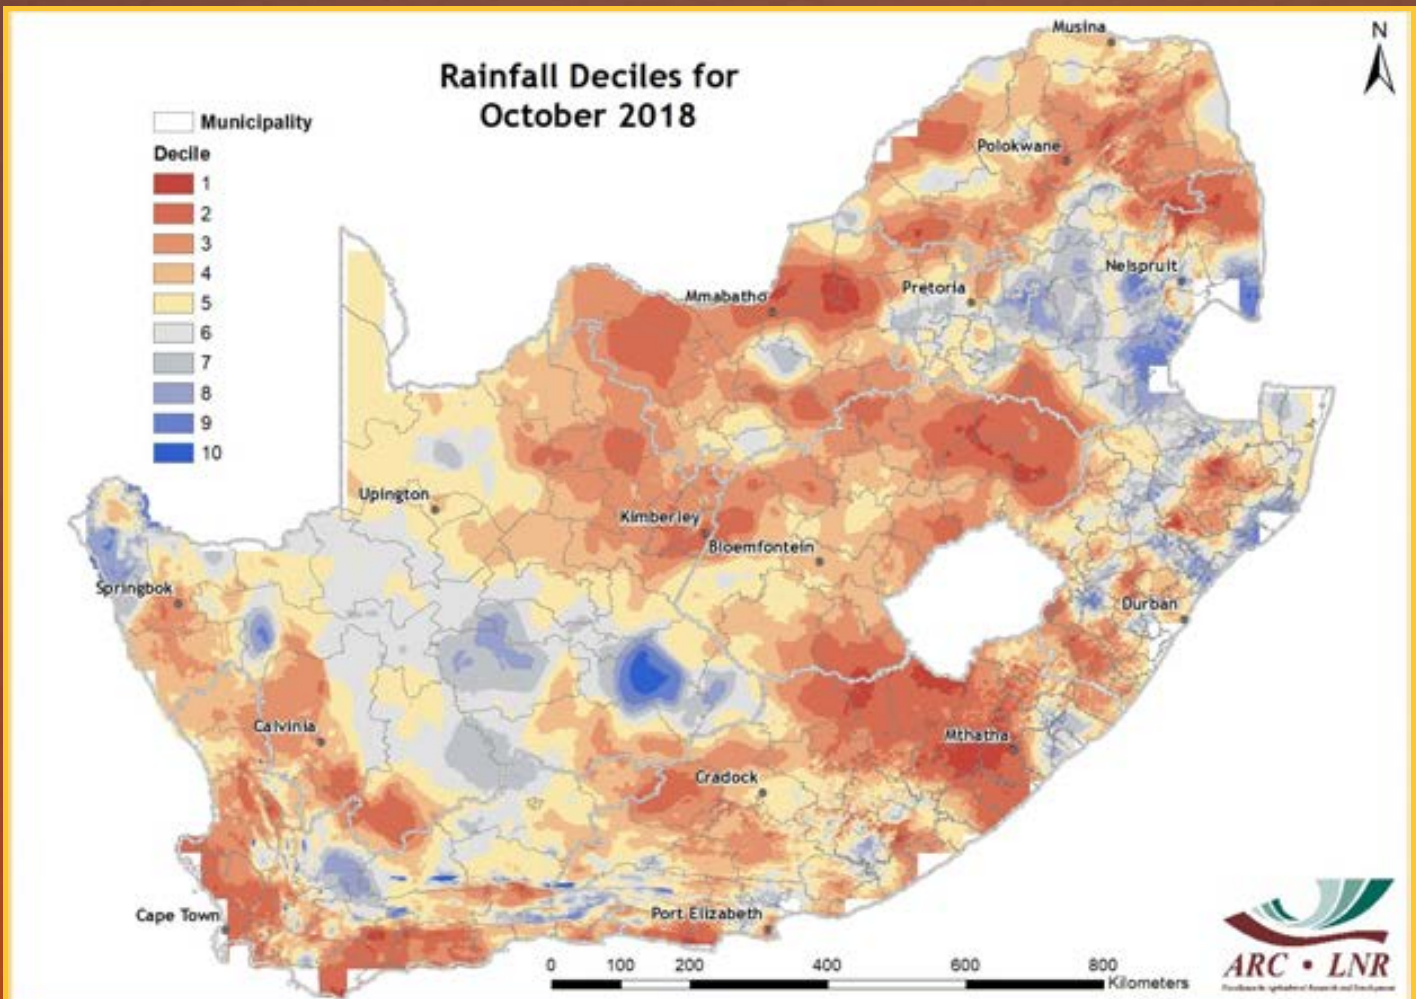 Rainfall Deciles for
October 2018
N
Municipality
Decile
1
2
3
4
5
6
7
8
9
10
Musina
Polokwane
Nelspruit
Mmabatho
Pretoria
Upington
Kimberley
Bloemfontein
Springbok
Durban
Calvinia
Mthatha
Cradock
Cape Town
Port Elizabeth
0 100 200 400 600 800
Kilometers
ARC • LNR